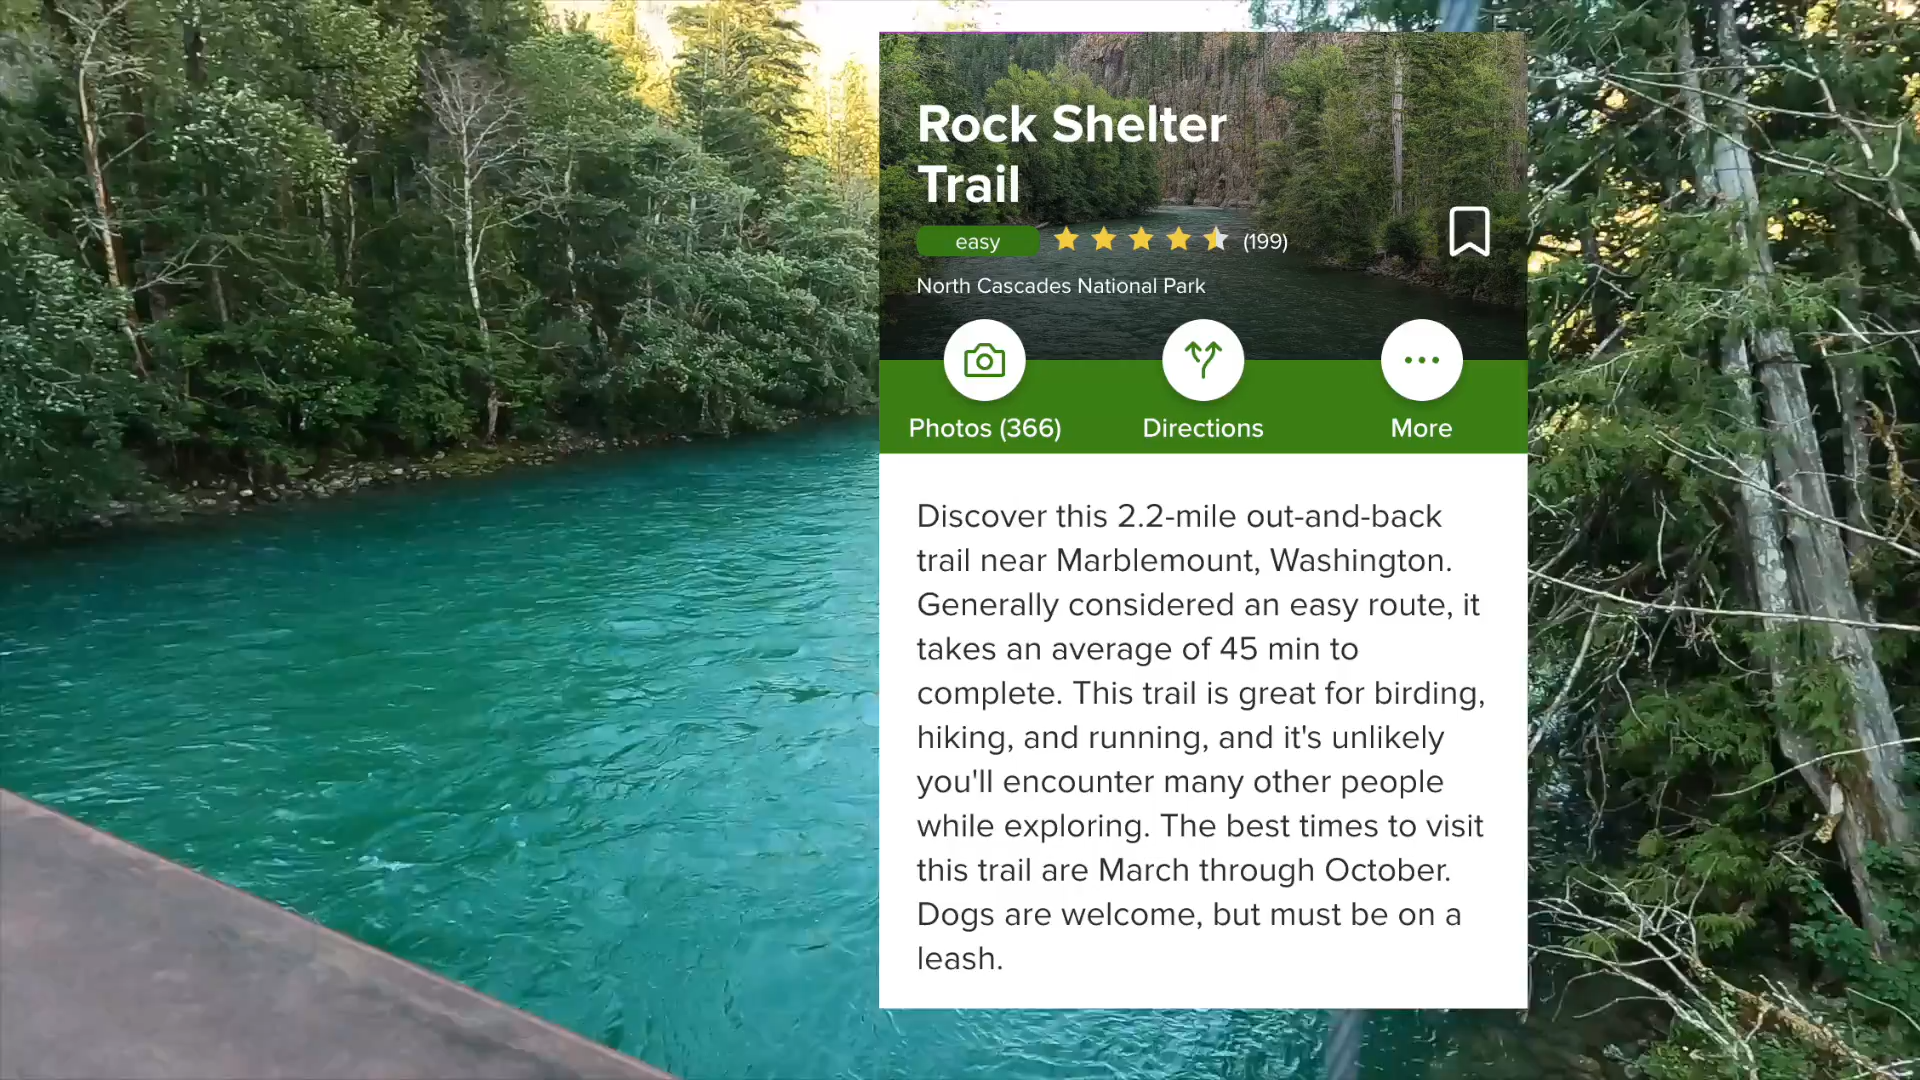 Rock Shelter
Trail
easy
(199)
North Cascades National Park
Photos (366)
Directions
More
Discover this 2.2-mile out-and-back
trail near Marblemount, Washington.
Generally considered an easy route, it
takes an average of 45 min to
complete. This trail is great for birding,
hiking, and running, and it's unlikely
you'll encounter many other people
while exploring. The best times to visit
this trail are March through October.
Dogs are welcome, but must be on a
leash.